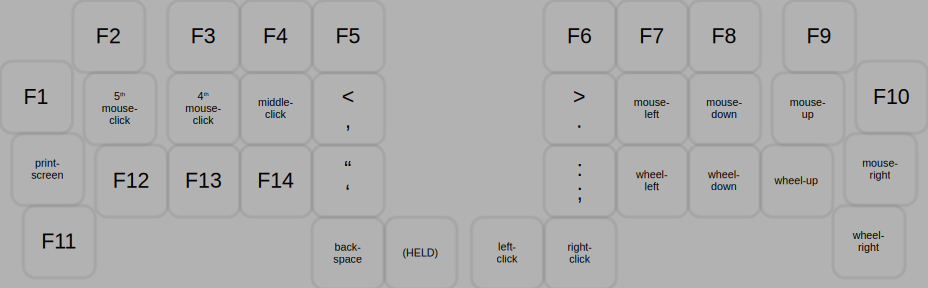 F2
F3
F4
F5
F6
F7
F8
F9
F1
5th
mouse-
click
4th
mouse-
click
middle-
click
<
,
>
.
mouse-
left
mouse-
down
mouse-
up
F10
print-
screen
F12
F13
F14
“
‘
:
;
wheel-
left
wheel-
down
wheel-up
mouse-
right
F11
back-
space
(HELD)
left-
click
right-
click
wheel-
right